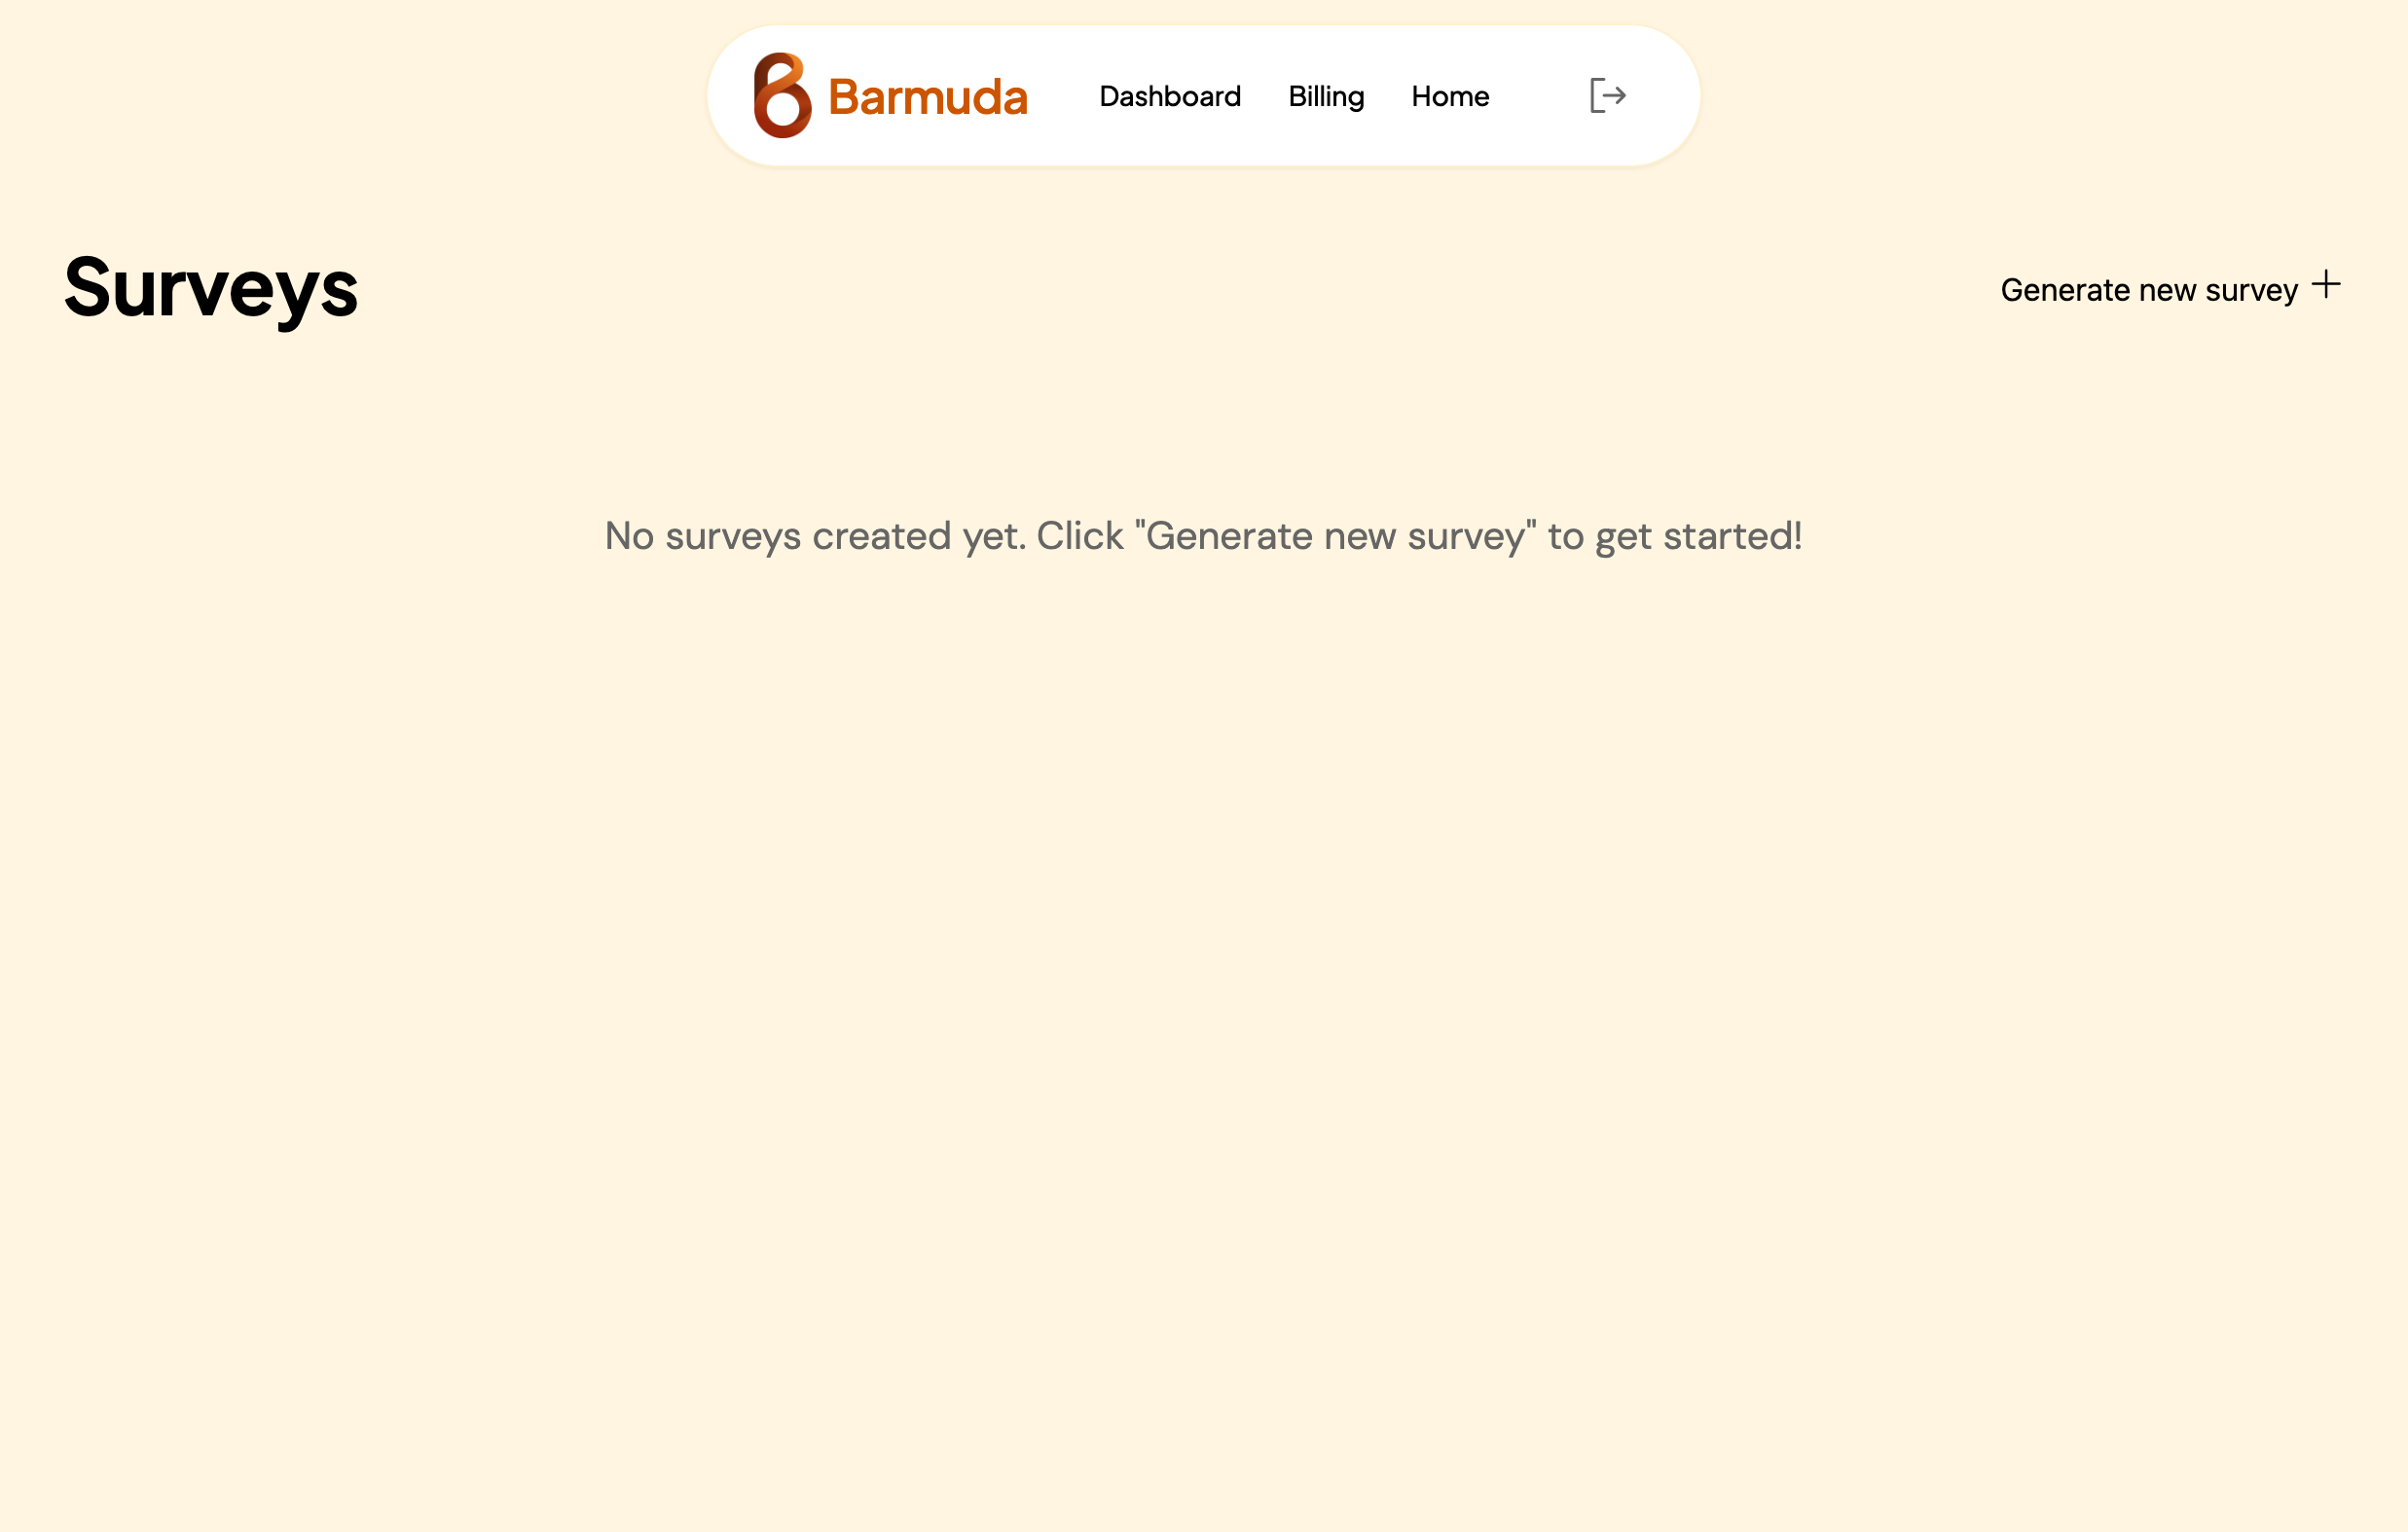 Barmuda Dashboard Billing Home
Surveys
Generate new survey
No surveys created yet. Click "Generate new survey" to get started!